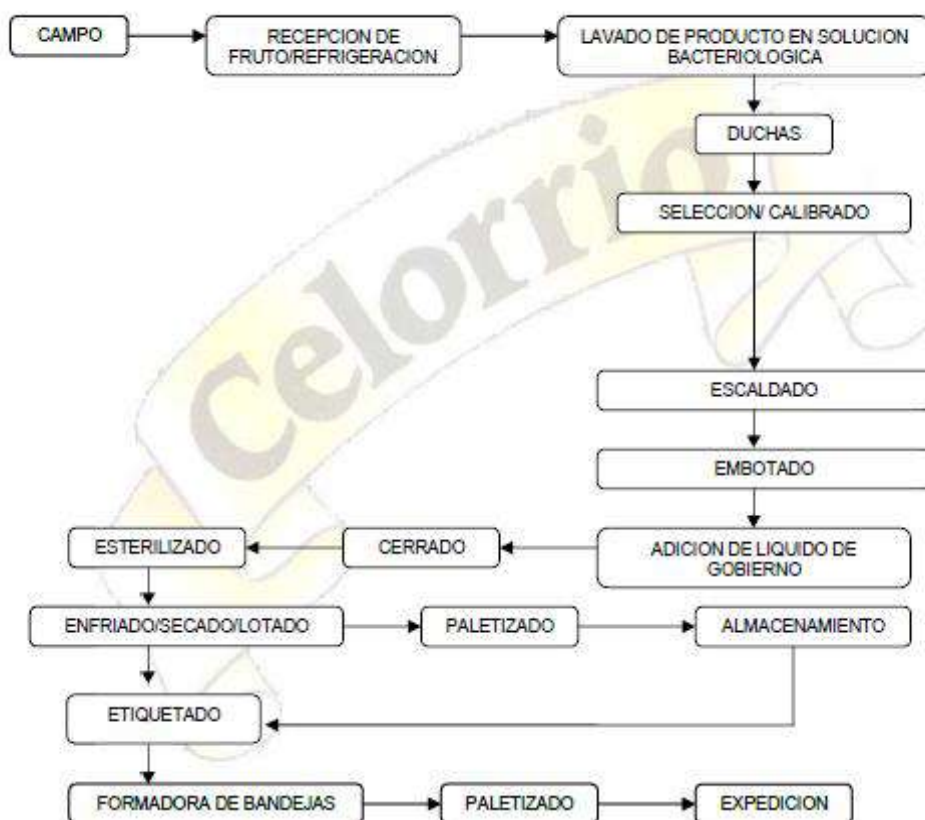 CAMPO
RECEPCION DE
FRUTO/REFRIGERACION
LAVADO DE PRODUCTO EN SOLUCION
BACTERIOLOGICA
DUCHAS
SELECCION/ CALIBRADO
Celorrio
ESCALDADO
EMBOTADO
ADICION DE LIQUIDO DE
GOBIERNO
CERRADO
ESTERILIZADO
ENFRIADO/SECADO/LOTADO
PALETIZADO
ALMACENAMIENTO
ETIQUETADO
FORMADORA DE BANDEJAS
PALETIZADO
EXPEDICION